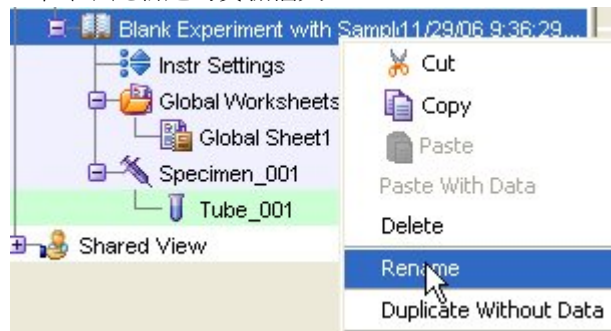 Blank Experiment with Sampl11/29/06 9:36:29...
Instr Settings
Global Worksheets
Global Sheet1
Specimen_001
Tube_001
Shared View
Cut
Copy
Paste
Paste With Data
Delete
Rename
Duplicate Without Data